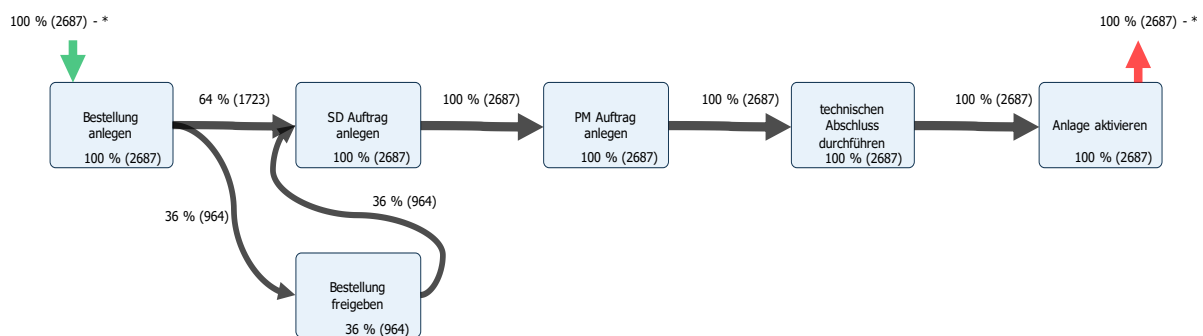 100 % (2687) - *
100 % (2687) - *
Bestellung
anlegen
100 % (2687)
64 % (1723)
SD Auftrag
anlegen
100 % (2687)
100 % (2687)
PM Auftrag
anlegen
100 % (2687)
100 % (2687)
technischen
Abschluss
durchführen
100 % (2687)
100 % (2687)
Anlage aktivieren
100 % (2687)
36 % (964)
36 % (964)
Bestellung
freigeben
36 % (964)